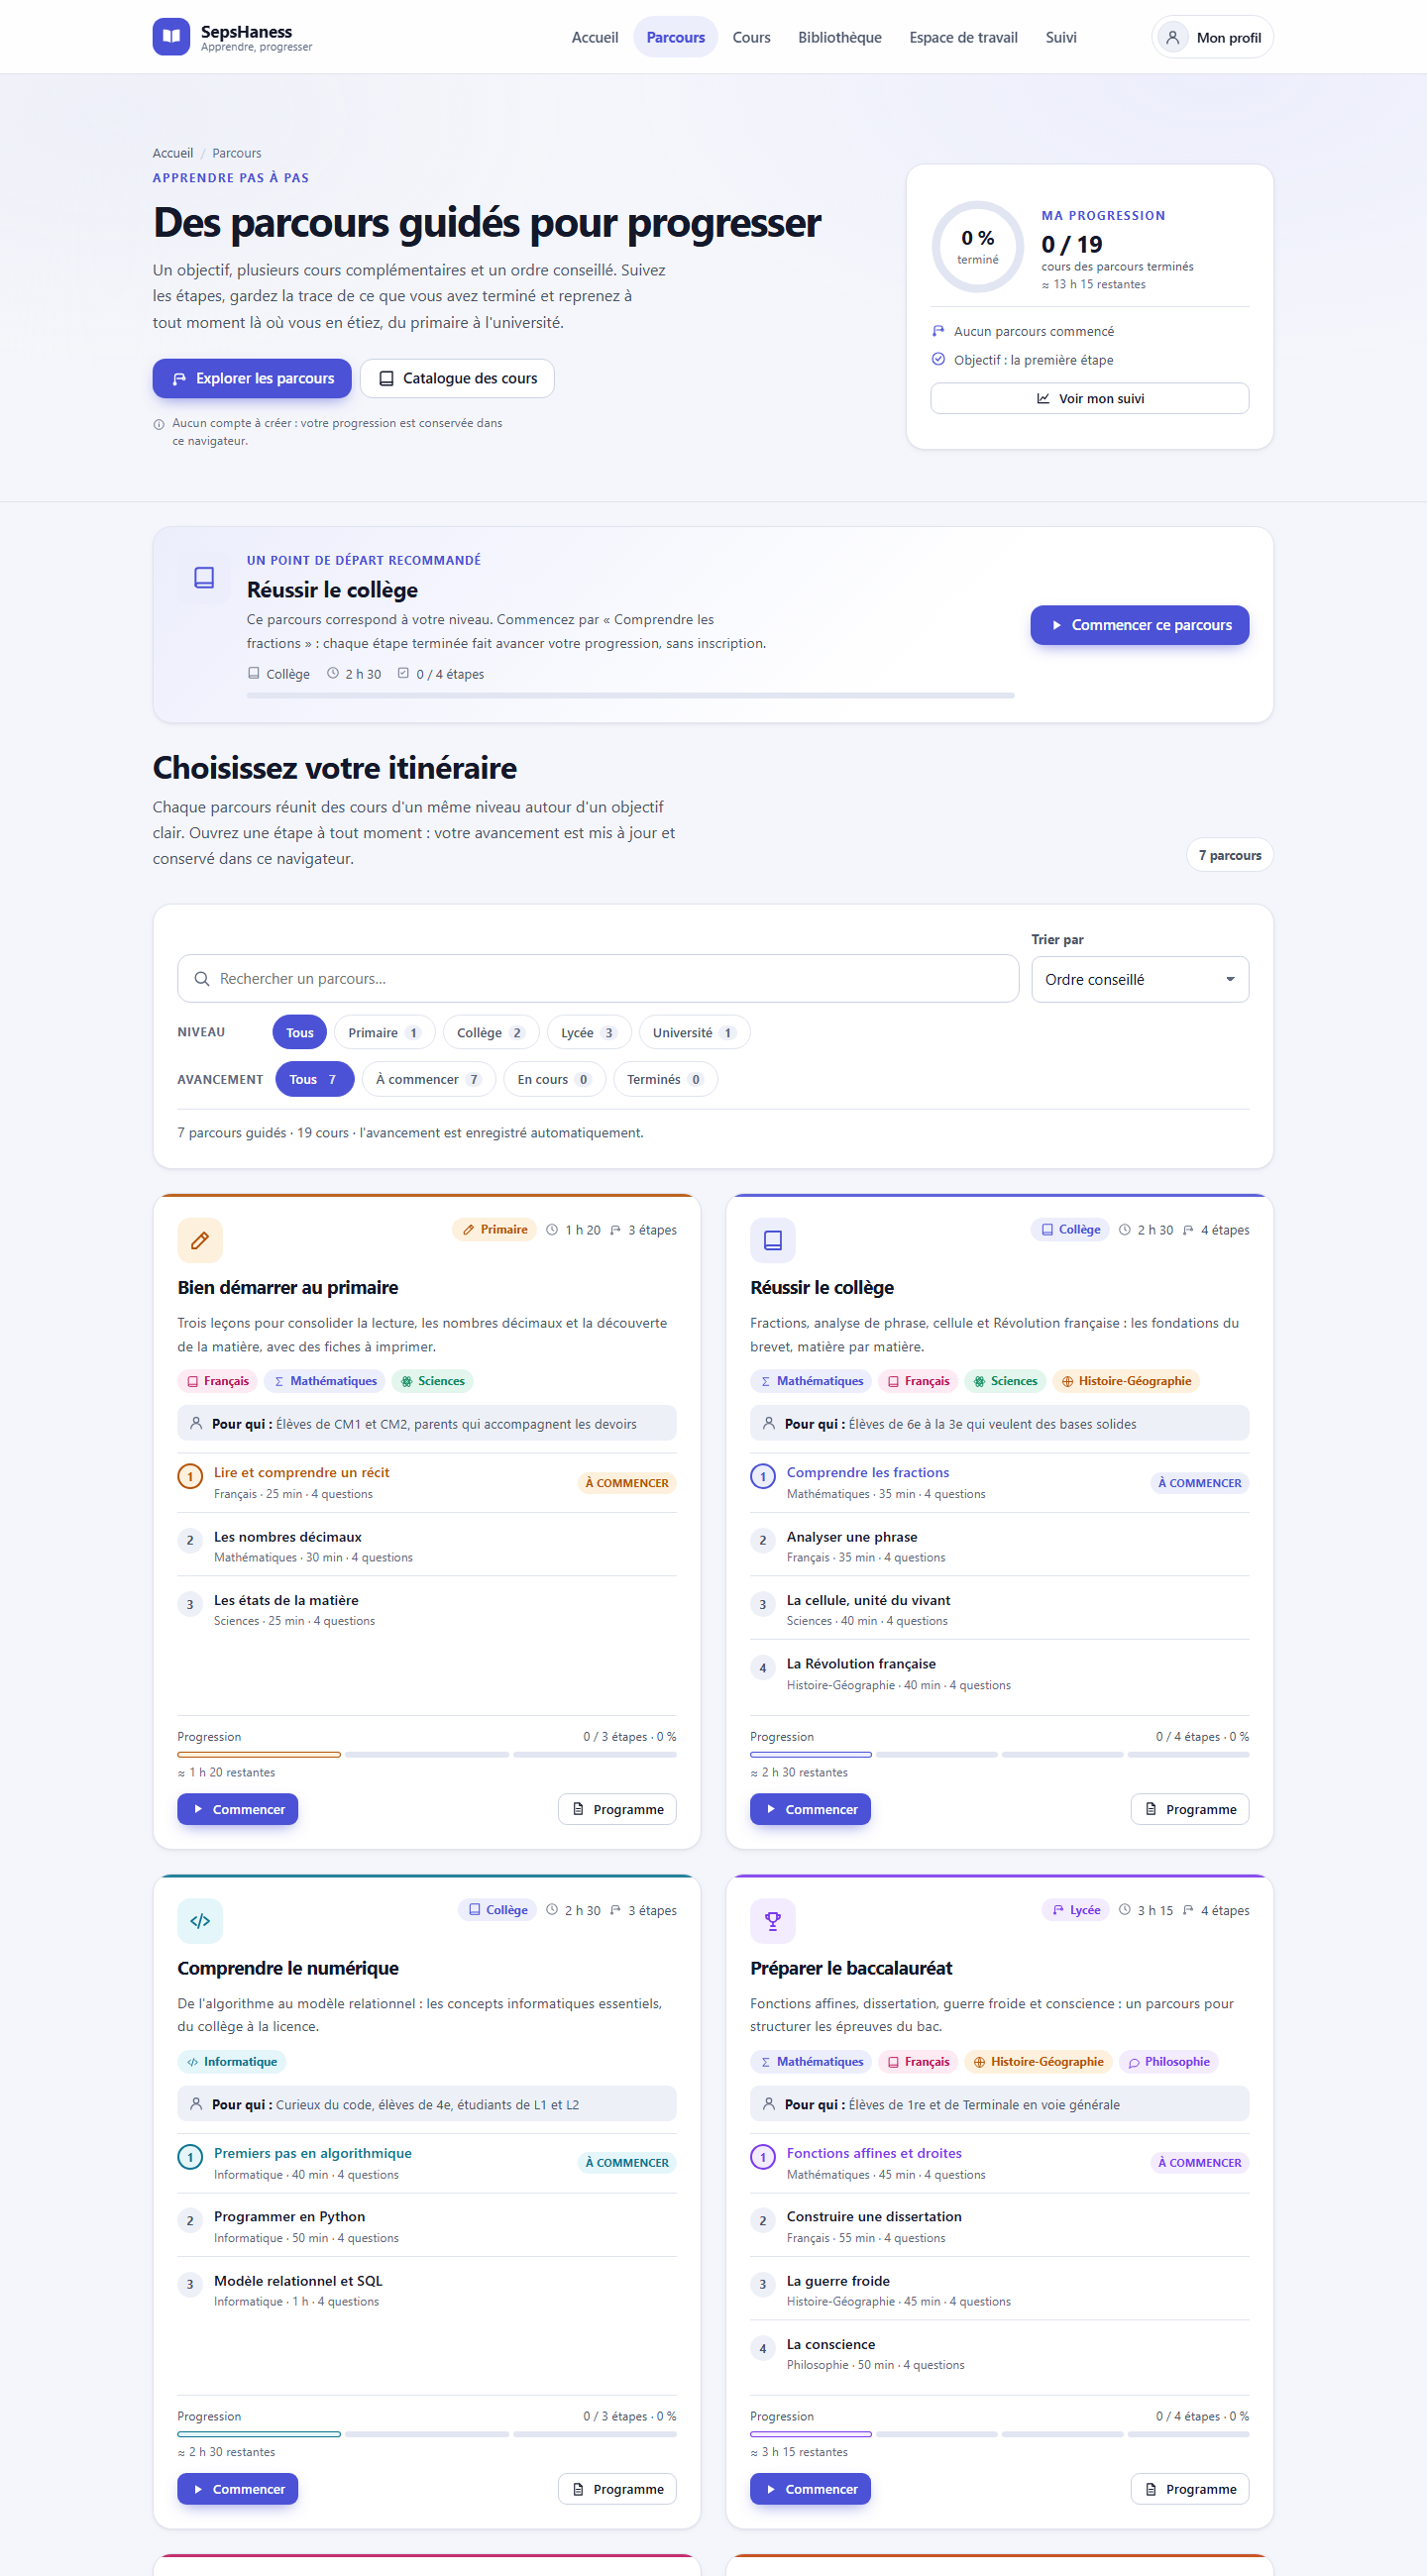 SepsHaness
Apprendre, progresser
Accueil
Parcours
Cours
Bibliothèque
Espace de travail
Suivi
Mon profil
Accueil / Parcours
APPRENDRE PAS À PAS
Des parcours guidés pour progresser
Un objectif, plusieurs cours complémentaires et un ordre conseillé. Suivez
les étapes, gardez la trace de ce que vous avez terminé et reprenez à
tout moment là où vous en étiez, du primaire à l'université.
Explorer les parcours
Catalogue des cours
Aucun compte à créer : votre progression est conservée dans
ce navigateur.
0 %
terminé
MA PROGRESSION
0 / 19
cours des parcours terminés
≈ 13 h 15 restantes
Aucun parcours commencé
Objectif : la première étape
Voir mon suivi
UN POINT DE DÉPART RECOMMANDÉ
Réussir le collège
Ce parcours correspond à votre niveau. Commencez par « Comprendre les
fractions » : chaque étape terminée fait avancer votre progression, sans inscription.
Collège 2 h 30 0 / 4 étapes
Commencer ce parcours
Choisissez votre itinéraire
Chaque parcours réunit des cours d'un même niveau autour d'un objectif
clair. Ouvrez une étape à tout moment : votre avancement est mis à jour et
conservé dans ce navigateur.
7 parcours
Trier par
Rechercher un parcours...
Ordre conseillé
NIVEAU Tous Primaire 1 Collège 2 Lycée 3 Université 1
AVANCEMENT Tous 7 À commencer 7 En cours 0 Terminés 0
7 parcours guidés · 19 cours · l'avancement est enregistré automatiquement.
Primaire 1 h 20 3 étapes
Bien démarrer au primaire
Trois leçons pour consolider la lecture, les nombres décimaux et la découverte
de la matière, avec des fiches à imprimer.
Français Mathématiques Sciences
Pour qui : Élèves de CM1 et CM2, parents qui accompagnent les devoirs
1 Lire et comprendre un récit
Français · 25 min · 4 questions
À COMMENCER
2 Les nombres décimaux
Mathématiques · 30 min · 4 questions
3 Les états de la matière
Sciences · 25 min · 4 questions
Progression 0 / 3 étapes · 0 %
≈ 1 h 20 restantes
Commencer
Programme
Collège 2 h 30 4 étapes
Réussir le collège
Fractions, analyse de phrase, cellule et Révolution française : les fondations du
brevet, matière par matière.
Mathématiques Français Sciences Histoire-Géographie
Pour qui : Élèves de 6e à la 3e qui veulent des bases solides
1 Comprendre les fractions
Mathématiques · 35 min · 4 questions
À COMMENCER
2 Analyser une phrase
Français · 35 min · 4 questions
3 La cellule, unité du vivant
Sciences · 40 min · 4 questions
4 La Révolution française
Histoire-Géographie · 40 min · 4 questions
Progression 0 / 4 étapes · 0 %
≈ 2 h 30 restantes
Commencer
Programme
Collège 2 h 30 3 étapes
Comprendre le numérique
De l'algorithme au modèle relationnel : les concepts informatiques essentiels,
du collège à la licence.
Informatique
Pour qui : Curieux du code, élèves de 4e, étudiants de L1 et L2
1 Premiers pas en algorithmique
Informatique · 40 min · 4 questions
À COMMENCER
2 Programmer en Python
Informatique · 50 min · 4 questions
3 Modèle relationnel et SQL
Informatique · 1 h · 4 questions
Progression 0 / 3 étapes · 0 %
≈ 2 h 30 restantes
Commencer
Programme
Lycée 3 h 15 4 étapes
Préparer le baccalauréat
Fonctions affines, dissertation, guerre froide et conscience : un parcours pour
structurer les épreuves du bac.
Mathématiques Français Histoire-Géographie Philosophie
Pour qui : Élèves de 1re et de Terminale en voie générale
1 Fonctions affines et droites
Mathématiques · 45 min · 4 questions
À COMMENCER
2 Construire une dissertation
Français · 55 min · 4 questions
3 La guerre froide
Histoire-Géographie · 45 min · 4 questions
4 La conscience
Philosophie · 50 min · 4 questions
Progression 0 / 4 étapes · 0 %
≈ 3 h 15 restantes
Commencer
Programme